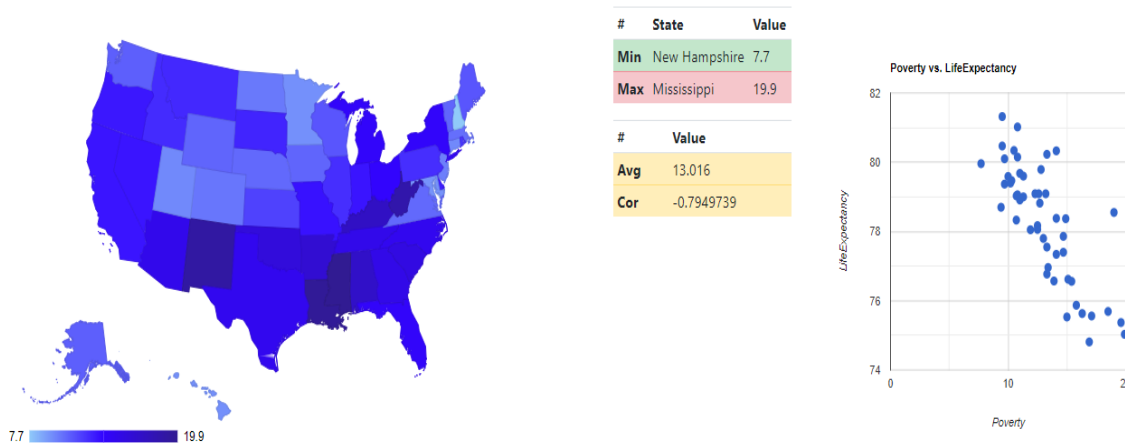 # State Value
Min New Hampshire 7.7
Max Mississippi 19.9
# Value
Avg 13.016
Cor -0.7949739
7.7 19.9
Poverty vs. LifeExpectancy
82
80
78
76
74
LifeExpectancy
0 10 2
Poverty